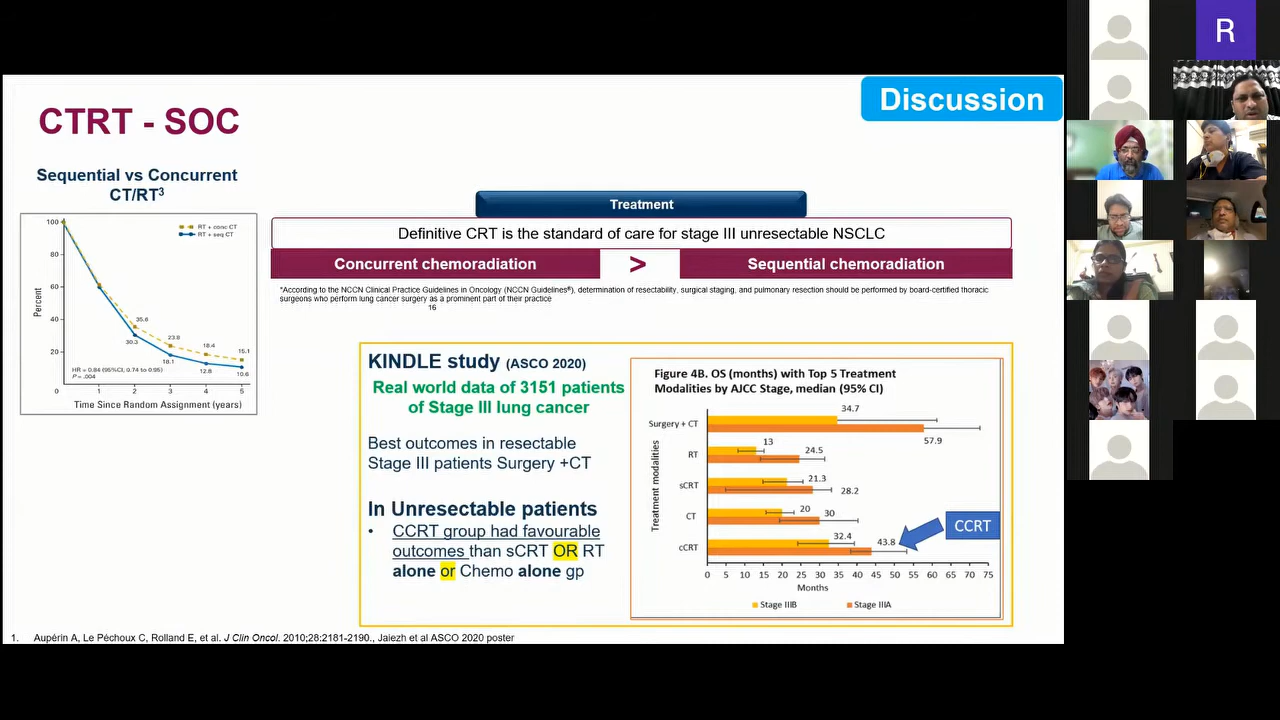 Discussion
CTRT - SOC
Sequential vs Concurrent
CT/RT3
100
80
60
40
20
0
Percent
RT + conc CT
RT + seq CT
35.6
30.3
23.8
18.1
18.4
12.8
15.1
10.6
HR = 0.84 (95%CI, 0.74 to 0.95)
P = .004
1 2 3 4 5
Time Since Random Assignment (years)
Treatment
Definitive CRT is the standard of care for stage III unresectable NSCLC
Concurrent chemoradiation > Sequential chemoradiation
*According to the NCCN Clinical Practice Guidelines in Oncology (NCCN Guidelines®), determination of resectability, surgical staging, and pulmonary resection should be performed by board-certified thoracic
surgeons who perform lung cancer surgery as a prominent part of their practice
16
KINDLE study (ASCO 2020)
Real world data of 3151 patients
of Stage III lung cancer
Best outcomes in resectable
Stage III patients Surgery +CT
In Unresectable patients
• CCRT group had favourable
outcomes than sCRT OR RT
alone or Chemo alone gp
Figure 4B. OS (months) with Top 5 Treatment
Modalities by AJCC Stage, median (95% CI)
Treatment modalities
Surgery + CT
34.7
57.9
RT
13
24.5
sCRT
21.3
28.2
CT
20
30
cCRT
32.4
43.8
CCRT
0 5 10 15 20 25 30 35 40 45 50 55 60 65 70 75
Months
Stage IIIB Stage IIIA
1. Aupérin A, Le Péchoux C, Rolland E, et al. J Clin Oncol. 2010;28:2181-2190., Jaiezh et al ASCO 2020 poster
R